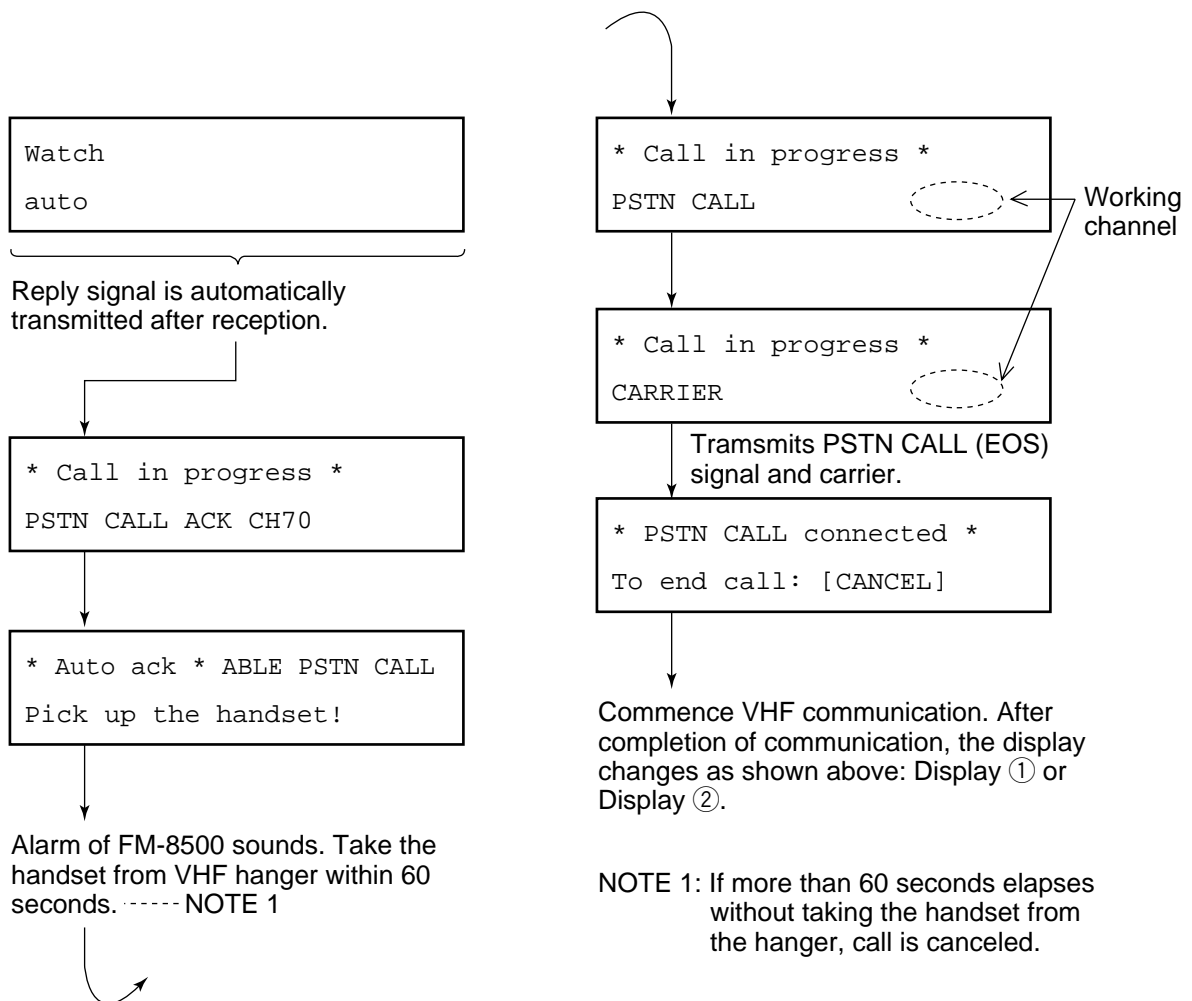 Watch
auto
Reply signal is automatically
transmitted after reception.
* Call in progress *
PSTN CALL ACK CH70
* Auto ack * ABLE PSTN CALL
Pick up the handset!
Alarm of FM-8500 sounds. Take the
handset from VHF hanger within 60
seconds. ------ NOTE 1
* Call in progress *
PSTN CALL
Working
channel
* Call in progress *
CARRIER
Tramsmits PSTN CALL (EOS)
signal and carrier.
* PSTN CALL connected *
To end call: [CANCEL]
Commence VHF communication. After
completion of communication, the display
changes as shown above: Display ① or
Display ②.
NOTE 1: If more than 60 seconds elapses
without taking the handset from
the hanger, call is canceled.